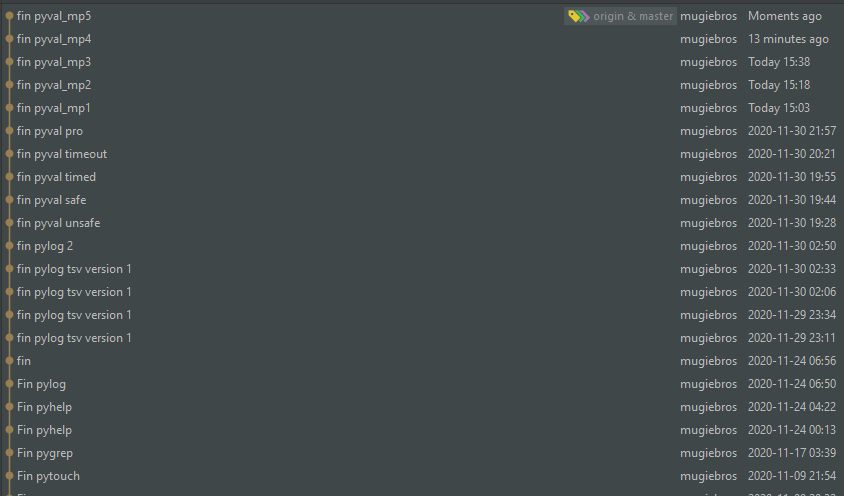 fin pyval_mp5 origin & master mugiebros Moments ago
fin pyval_mp4 mugiebros 13 minutes ago
fin pyval_mp3 mugiebros Today 15:38
fin pyval_mp2 mugiebros Today 15:18
fin pyval_mp1 mugiebros Today 15:03
fin pyval pro mugiebros 2020-11-30 21:57
fin pyval timeout mugiebros 2020-11-30 20:21
fin pyval timed mugiebros 2020-11-30 19:55
fin pyval safe mugiebros 2020-11-30 19:44
fin pyval unsafe mugiebros 2020-11-30 19:28
fin pylog 2 mugiebros 2020-11-30 02:50
fin pylog tsv version 1 mugiebros 2020-11-30 02:33
fin pylog tsv version 1 mugiebros 2020-11-30 02:06
fin pylog tsv version 1 mugiebros 2020-11-29 23:34
fin pylog tsv version 1 mugiebros 2020-11-29 23:11
fin mugiebros 2020-11-24 06:56
Fin pylog mugiebros 2020-11-24 06:50
Fin pyhelp mugiebros 2020-11-24 04:22
Fin pyhelp mugiebros 2020-11-24 00:13
Fin pygrep mugiebros 2020-11-17 03:39
Fin pytouch mugiebros 2020-11-09 21:54